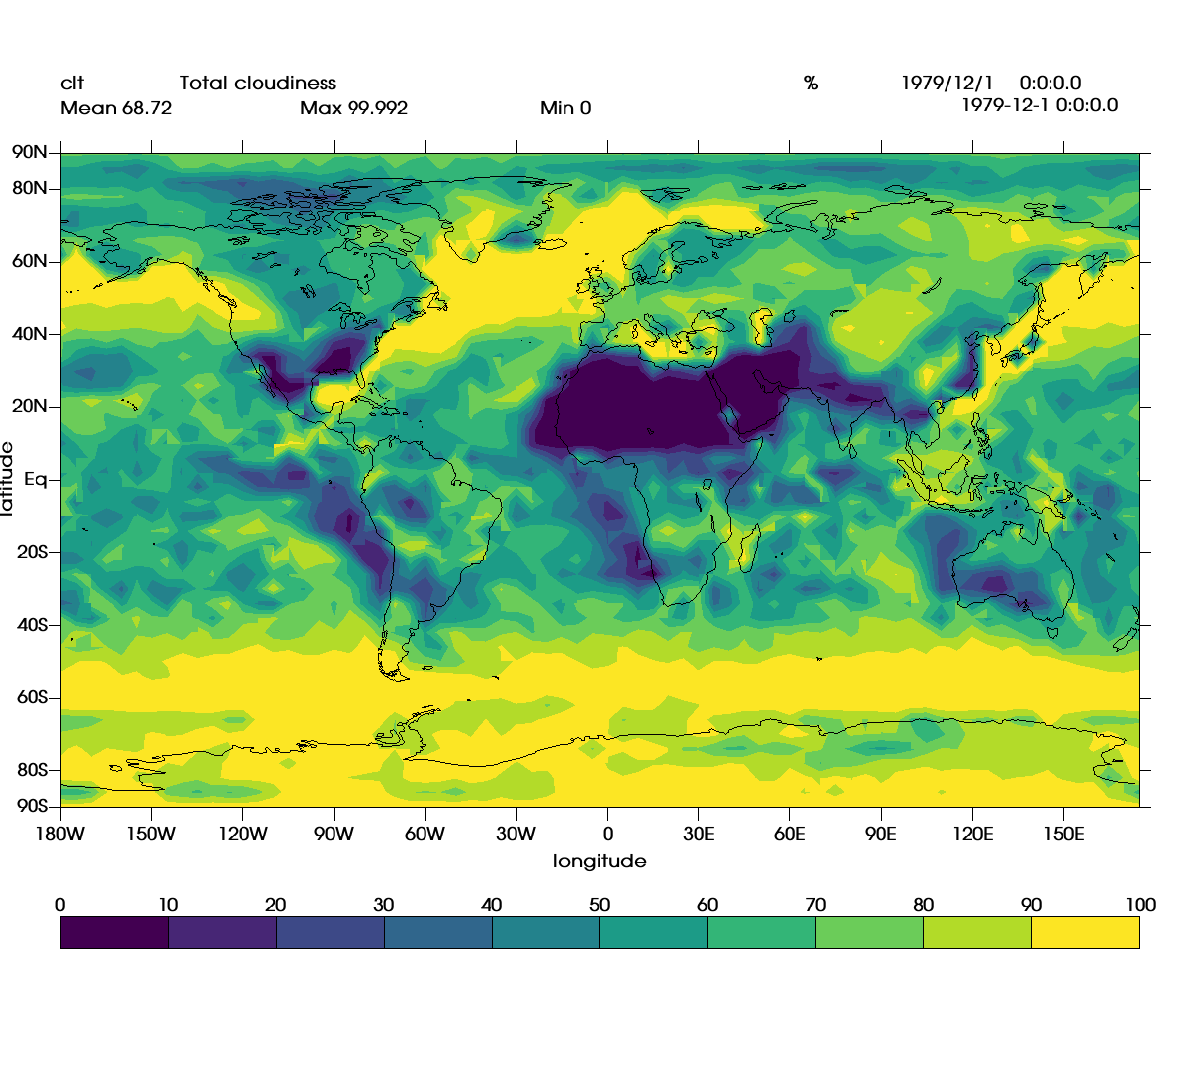 clt Total cloudiness % 1979/12/1 0:0:0.0
Mean 68.72 Max 99.992 Min 0 1979-12-1 0:0:0.0
90N
80N
60N
40N
20N
Eq
20S
40S
60S
80S
90S
latitude
180W 150W 120W 90W 60W 30W 0 30E 60E 90E 120E 150E
longitude
0 10 20 30 40 50 60 70 80 90 100